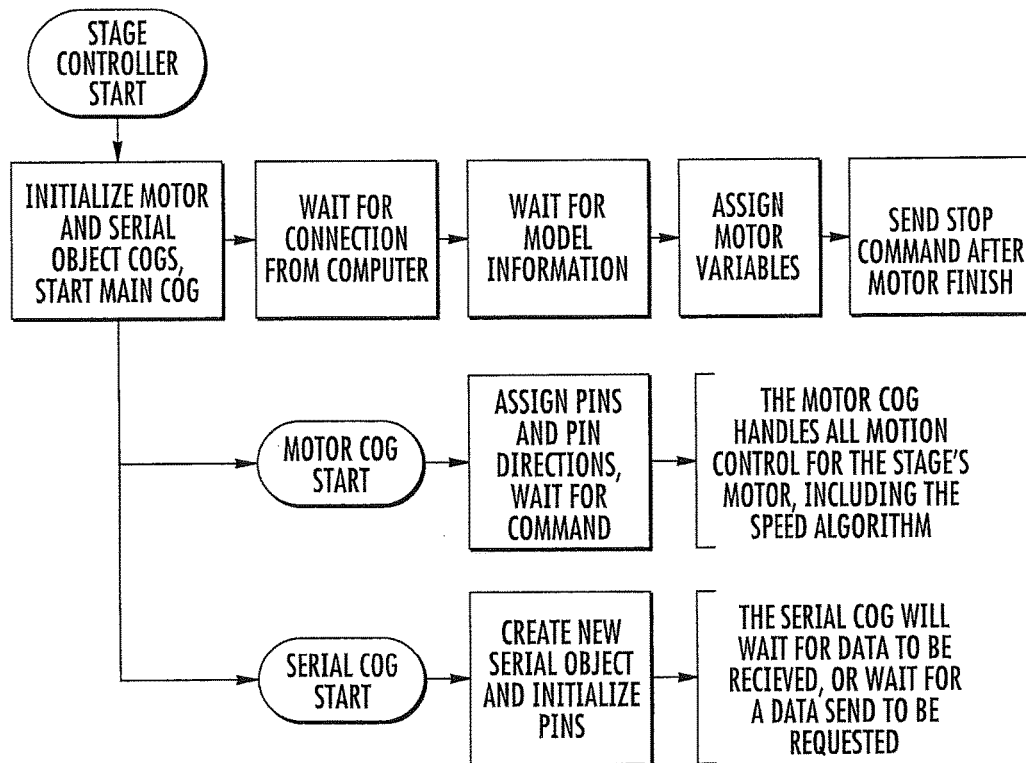 STAGE
CONTROLLER
START
INITIALIZE MOTOR
AND SERIAL
OBJECT COGS,
START MAIN COG
WAIT FOR
CONNECTION
FROM COMPUTER
WAIT FOR
MODEL
INFORMATION
ASSIGN
MOTOR
VARIABLES
SEND STOP
COMMAND AFTER
MOTOR FINISH
MOTOR COG
START
ASSIGN PINS
AND PIN
DIRECTIONS,
WAIT FOR
COMMAND
THE MOTOR COG
HANDLES ALL MOTION
CONTROL FOR THE STAGE'S
MOTOR, INCLUDING THE
SPEED ALGORITHM
SERIAL COG
START
CREATE NEW
SERIAL OBJECT
AND INITIALIZE
PINS
THE SERIAL COG WILL
WAIT FOR DATA TO BE
RECIEVED, OR WAIT FOR
A DATA SEND TO BE
REQUESTED